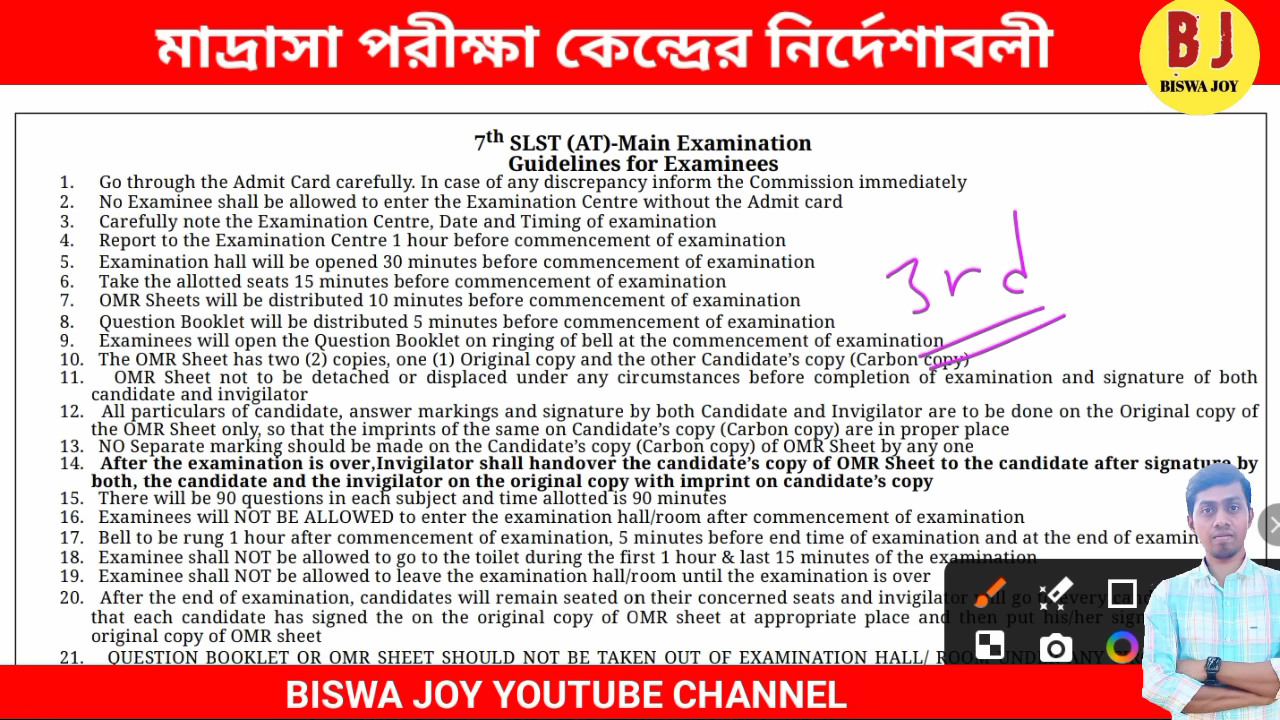 মাদ্রাসা পরীক্ষা কেন্দ্রের নির্দেশাবলী
BJ
BISWA JOY
7th SLST (AT)-Main Examination
Guidelines for Examinees
1. Go through the Admit Card carefully. In case of any discrepancy inform the Commission immediately
2. No Examinee shall be allowed to enter the Examination Centre without the Admit card
3. Carefully note the Examination Centre, Date and Timing of examination
4. Report to the Examination Centre 1 hour before commencement of examination
5. Examination hall will be opened 30 minutes before commencement of examination
6. Take the allotted seats 15 minutes before commencement of examination
7. OMR Sheets will be distributed 10 minutes before commencement of examination
8. Question Booklet will be distributed 5 minutes before commencement of examination
9. Examinees will open the Question Booklet on ringing of bell at the commencement of examination
3rd
10. The OMR Sheet has two (2) copies, one (1) Original copy and the other Candidate's copy (Carbon copy)
11. OMR Sheet not to be detached or displaced under any circumstances before completion of examination and signature of both
candidate and invigilator
12. All particulars of candidate, answer markings and signature by both Candidate and Invigilator are to be done on the Original copy of
the OMR Sheet only, so that the imprints of the same on Candidate's copy (Carbon copy) are in proper place
13. NO Separate marking should be made on the Candidate's copy (Carbon copy) of OMR Sheet by any one
14. After the examination is over,Invigilator shall handover the candidate's copy of OMR Sheet to the candidate after signature by
both, the candidate and the invigilator on the original copy with imprint on candidate's copy
15. There will be 90 questions in each subject and time allotted is 90 minutes
16. Examinees will NOT BE ALLOWED to enter the examination hall/room after commencement of examination
17. Bell to be rung 1 hour after commencement of examination, 5 minutes before end time of examination and at the end of examin
18. Examinee shall NOT be allowed to go to the toilet during the first 1 hour & last 15 minutes of the examination
19. Examinee shall NOT be allowed to leave the examination hall/room until the examination is over
20. After the end of examination, candidates will remain seated on their concerned seats and invigilator will go every
that each candidate has signed the on the original copy of OMR sheet at appropriate place and then put his/her
original copy of OMR sheet
21. QUESTION BOOKLET OR OMR SHEET SHOULD NOT BE TAKEN OUT OF EXAMINATION HALL/ ROOM UNDER ANY
BISWA JOY YOUTUBE CHANNEL